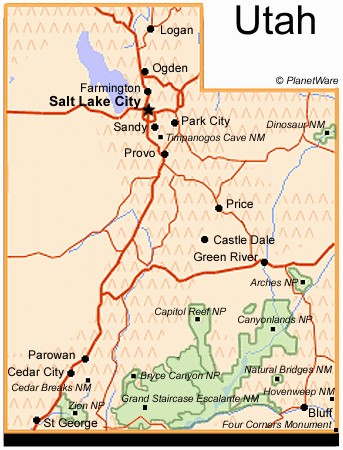 Utah
Logan
© PlanetWare
Ogden
Farmington
Salt Lake City
Park City
Sandy
Dinosaur NM
Timpanogos Cave NM
Provo
Price
Castle Dale
Green River
Arches NP
Capitol Reef NP
Canyonlands NP
Parowan
Cedar City
Bryce Canyon NP
Natural Bridges NM
Cedar Breaks NM
Hovenweep NM
Zion NP
Grand Staircase Escalante NM
Bluff
St George
Four Corners Monument